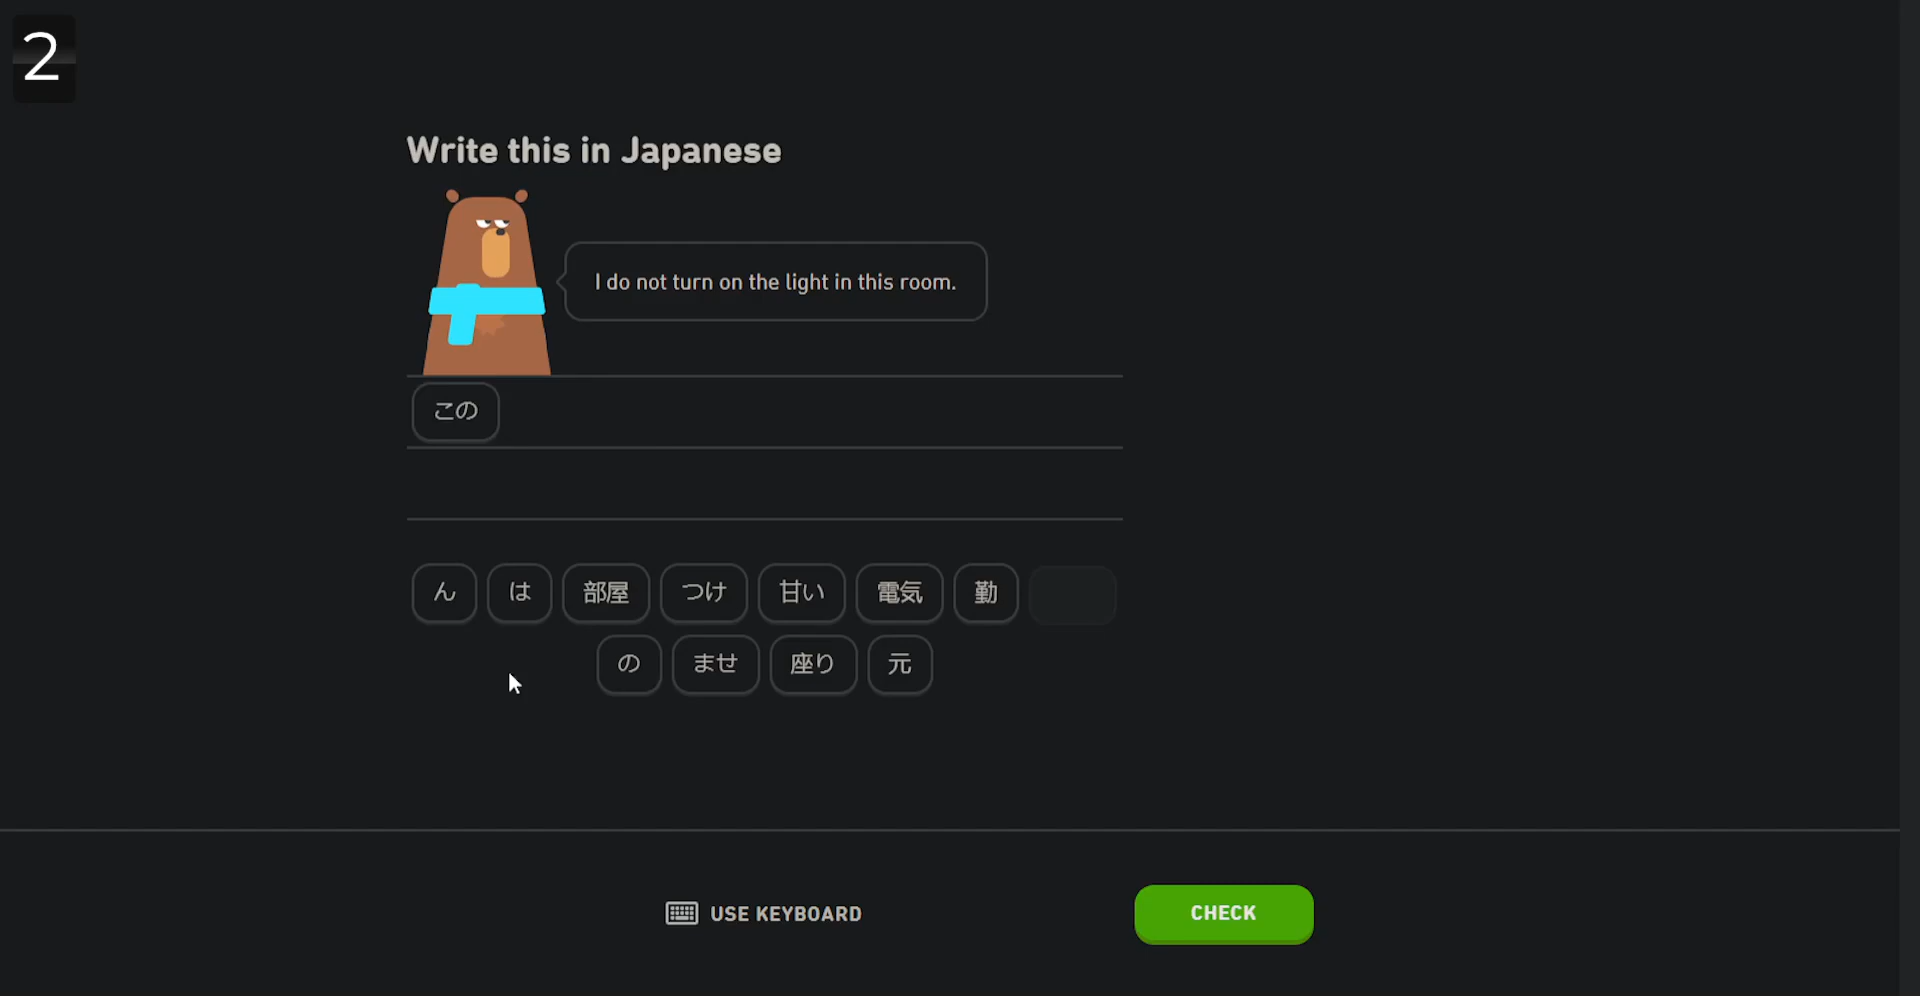 2
Write this in Japanese
I do not turn on the light in this room.
この
ん は 部屋 つけ 甘い 電気 勤
の ませ 座り 元
USE KEYBOARD CHECK